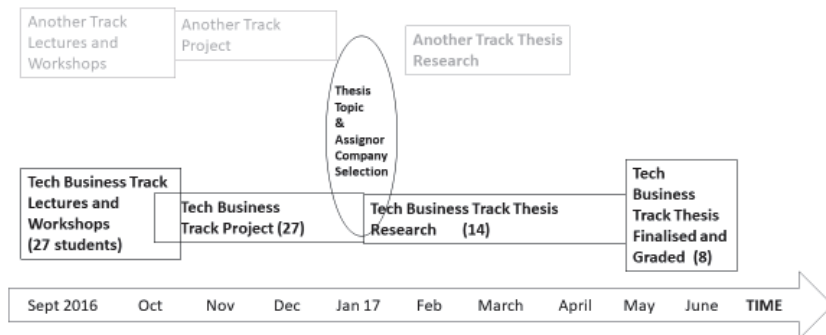 Another Track
Lectures and
Workshops
Another Track
Project
Another Track Thesis
Research
Thesis
Topic
&
Assignor
Company
Selection
Tech Business Track
Lectures and
Workshops
(27 students)
Tech Business
Track Project (27)
Tech Business Track Thesis
Research (14)
Tech
Business
Track Thesis
Finalised and
Graded (8)
Sept 2016 Oct Nov Dec Jan 17 Feb March April May June TIME